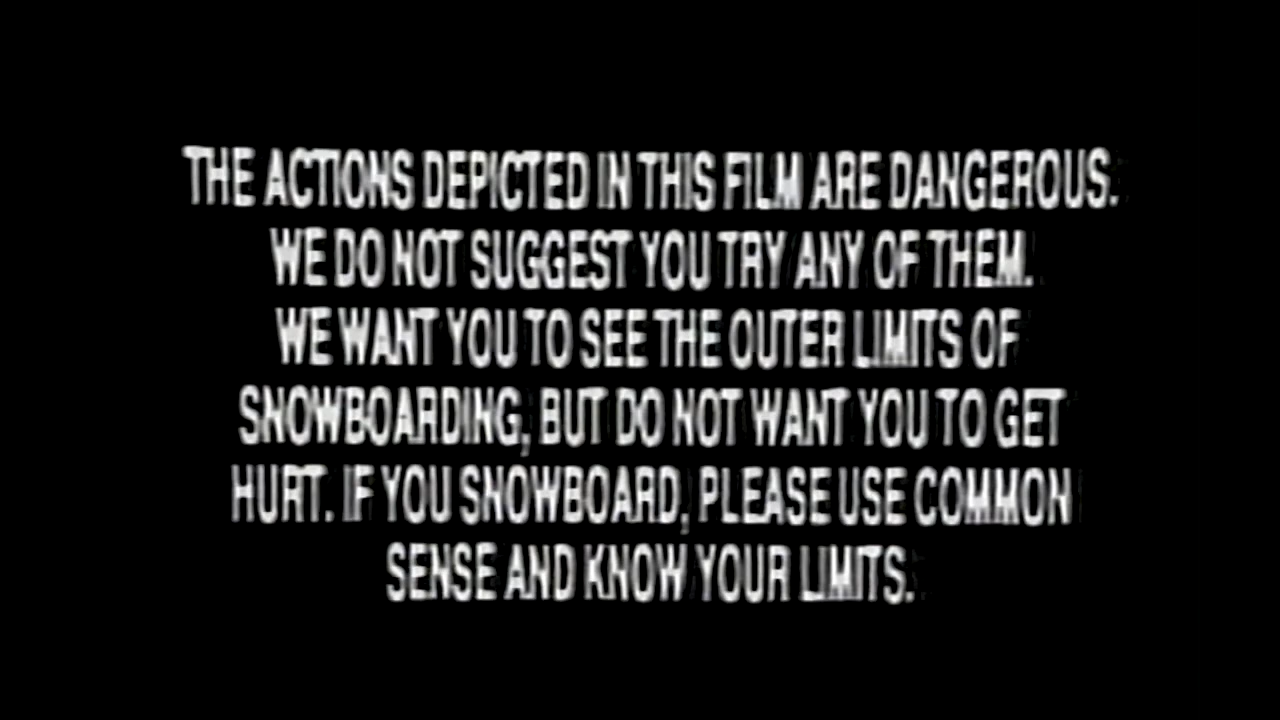 THE ACTIONS DEPICTED IN THIS FILM ARE DANGEROUS.
WE DO NOT SUGGEST YOU TRY ANY OF THEM.
WE WANT YOU TO SEE THE OUTER LIMITS OF
SNOWBOARDING, BUT DO NOT WANT YOU TO GET
HURT. IF YOU SNOWBOARD, PLEASE USE COMMON
SENSE AND KNOW YOUR LIMITS.